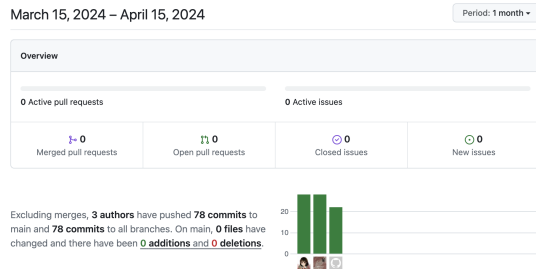 March 15, 2024 – April 15, 2024
Period: 1 month
Overview
0 Active pull requests
0 Active issues
0
Merged pull requests
0
Open pull requests
0
Closed issues
0
New issues
Excluding merges, 3 authors have pushed 78 commits to
main and 78 commits to all branches. On main, 0 files have
changed and there have been 0 additions and 0 deletions.
20
10
0